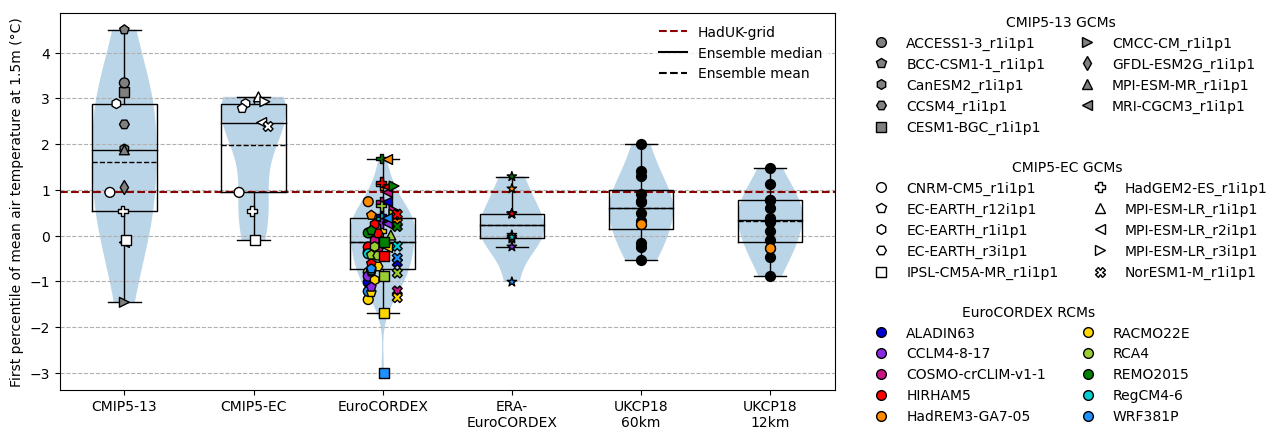 First percentile of mean air temperature at 1.5m (°C)
4
3
2
1
0
−1
−2
−3
HadUK-grid
Ensemble median
Ensemble mean
CMIP5-13
CMIP5-EC
EuroCORDEX
ERA-
EuroCORDEX
UKCP18
60km
UKCP18
12km
CMIP5-13 GCMs
ACCESS1-3_r1i1p1
BCC-CSM1-1_r1i1p1
CanESM2_r1i1p1
CCSM4_r1i1p1
CESM1-BGC_r1i1p1
CMCC-CM_r1i1p1
GFDL-ESM2G_r1i1p1
MPI-ESM-MR_r1i1p1
MRI-CGCM3_r1i1p1
CMIP5-EC GCMs
CNRM-CM5_r1i1p1
EC-EARTH_r12i1p1
EC-EARTH_r1i1p1
EC-EARTH_r3i1p1
IPSL-CM5A-MR_r1i1p1
HadGEM2-ES_r1i1p1
MPI-ESM-LR_r1i1p1
MPI-ESM-LR_r2i1p1
MPI-ESM-LR_r3i1p1
NorESM1-M_r1i1p1
EuroCORDEX RCMs
ALADIN63
CCLM4-8-17
COSMO-crCLIM-v1-1
HIRHAM5
HadREM3-GA7-05
RACMO22E
RCA4
REMO2015
RegCM4-6
WRF381P